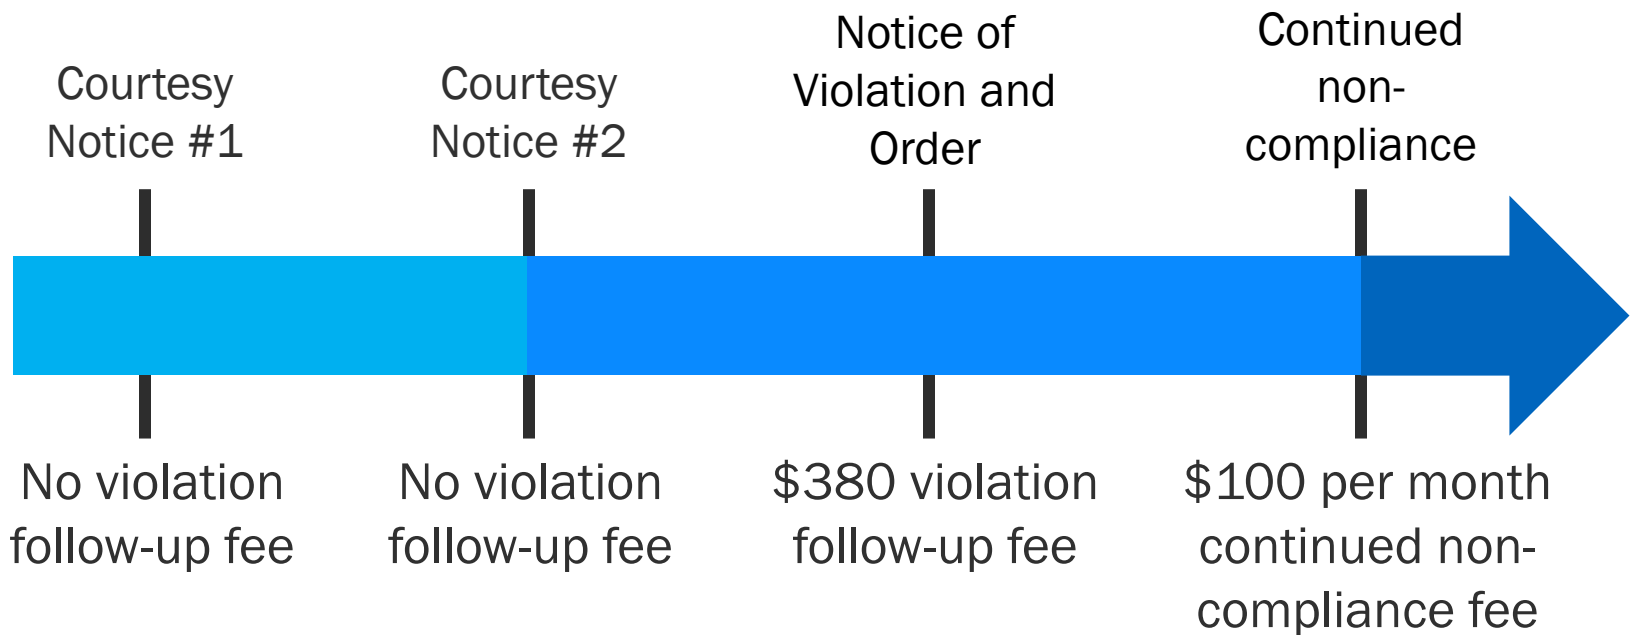 Courtesy
Notice #1
Courtesy
Notice #2
Notice of
Violation and
Order
Continued
non-
compliance
No violation
follow-up fee
No violation
follow-up fee
$380 violation
follow-up fee
$100 per month
continued non-
compliance fee